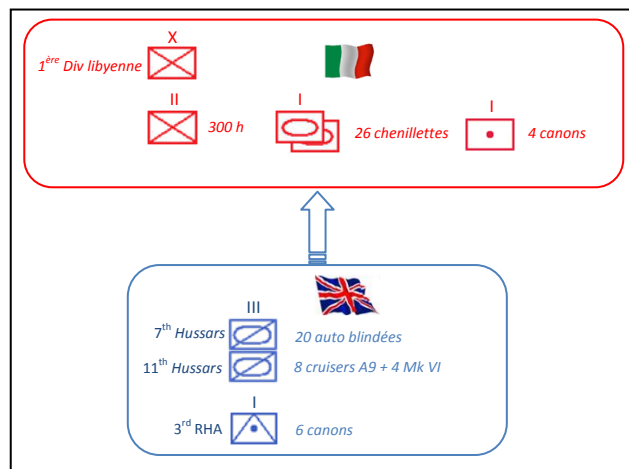 X
1ère Div libyenne
II I I
300 h 26 chenillettes 4 canons
III
7th Hussars 20 auto blindées
11th Hussars 8 cruisers A9 + 4 Mk VI
I
3rd RHA 6 canons